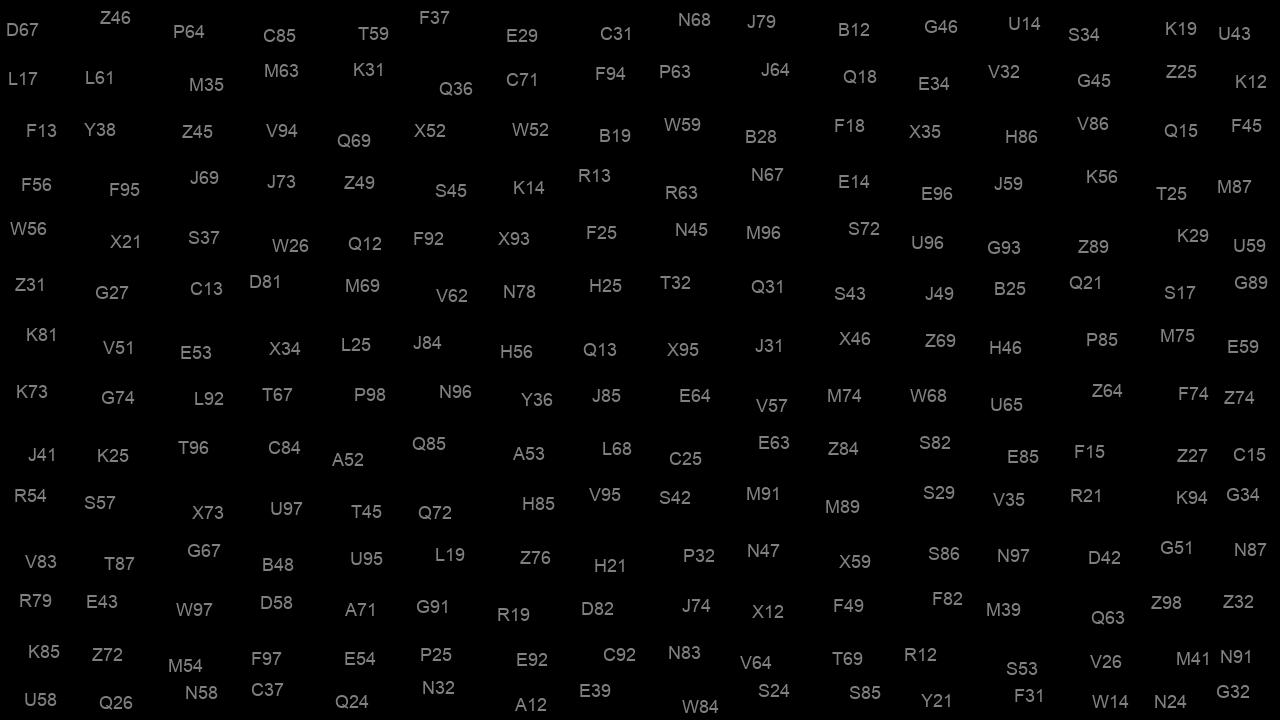 D67 Z46 P64 C85 T59 F37 E29 C31 N68 J79 B12 G46 U14 S34 K19 U43
L17 L61 M35 M63 K31 Q36 C71 F94 P63 J64 Q18 E34 V32 G45 Z25 K12
F13 Y38 Z45 V94 Q69 X52 W52 B19 W59 B28 F18 X35 H86 V86 Q15 F45
F56 F95 J69 J73 Z49 S45 K14 R13 R63 N67 E14 E96 J59 K56 T25 M87
W56 X21 S37 W26 Q12 F92 X93 F25 N45 M96 S72 U96 G93 Z89 K29 U59
Z31 G27 C13 D81 M69 V62 N78 H25 T32 Q31 S43 J49 B25 Q21 S17 G89
K81 V51 E53 X34 L25 J84 H56 Q13 X95 J31 X46 Z69 H46 P85 M75 E59
K73 G74 L92 T67 P98 N96 Y36 J85 E64 V57 M74 W68 U65 Z64 F74 Z74
J41 K25 T96 C84 A52 Q85 A53 L68 C25 E63 Z84 S82 E85 F15 Z27 C15
R54 S57 X73 U97 T45 Q72 H85 V95 S42 M91 M89 S29 V35 R21 K94 G34
V83 T87 G67 B48 U95 L19 Z76 H21 P32 N47 X59 S86 N97 D42 G51 N87
R79 E43 W97 D58 A71 G91 R19 D82 J74 X12 F49 F82 M39 Q63 Z98 Z32
K85 Z72 M54 F97 E54 P25 E92 C92 N83 V64 T69 R12 S53 V26 M41 N91
U58 Q26 N58 C37 Q24 N32 A12 E39 W84 S24 S85 Y21 F31 W14 N24 G32